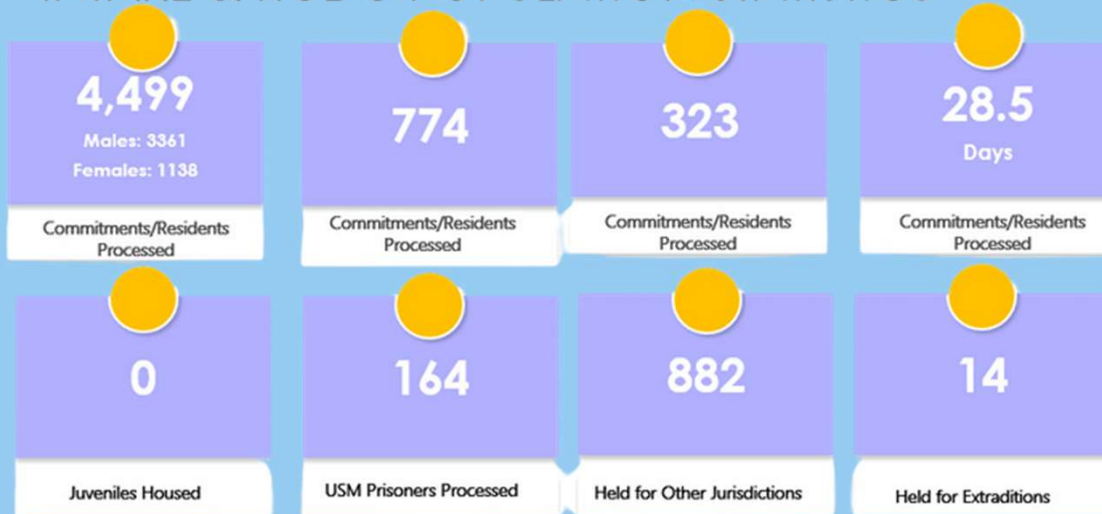 4,499
Males: 3361
Females: 1138
Commitments/Residents
Processed
774
Commitments/Residents
Processed
323
Commitments/Residents
Processed
28.5
Days
Commitments/Residents
Processed
0
Juveniles Housed
164
USM Prisoners Processed
882
Held for Other Jurisdictions
14
Held for Extraditions